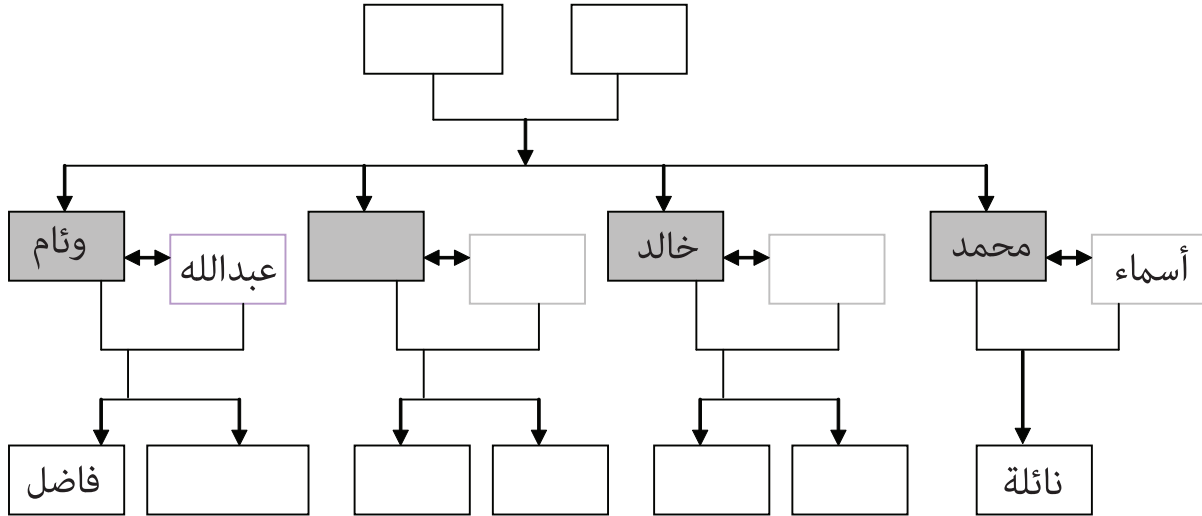 محمد
أسماء
خالد
وئام
عبدالله
نائلة
فاضل